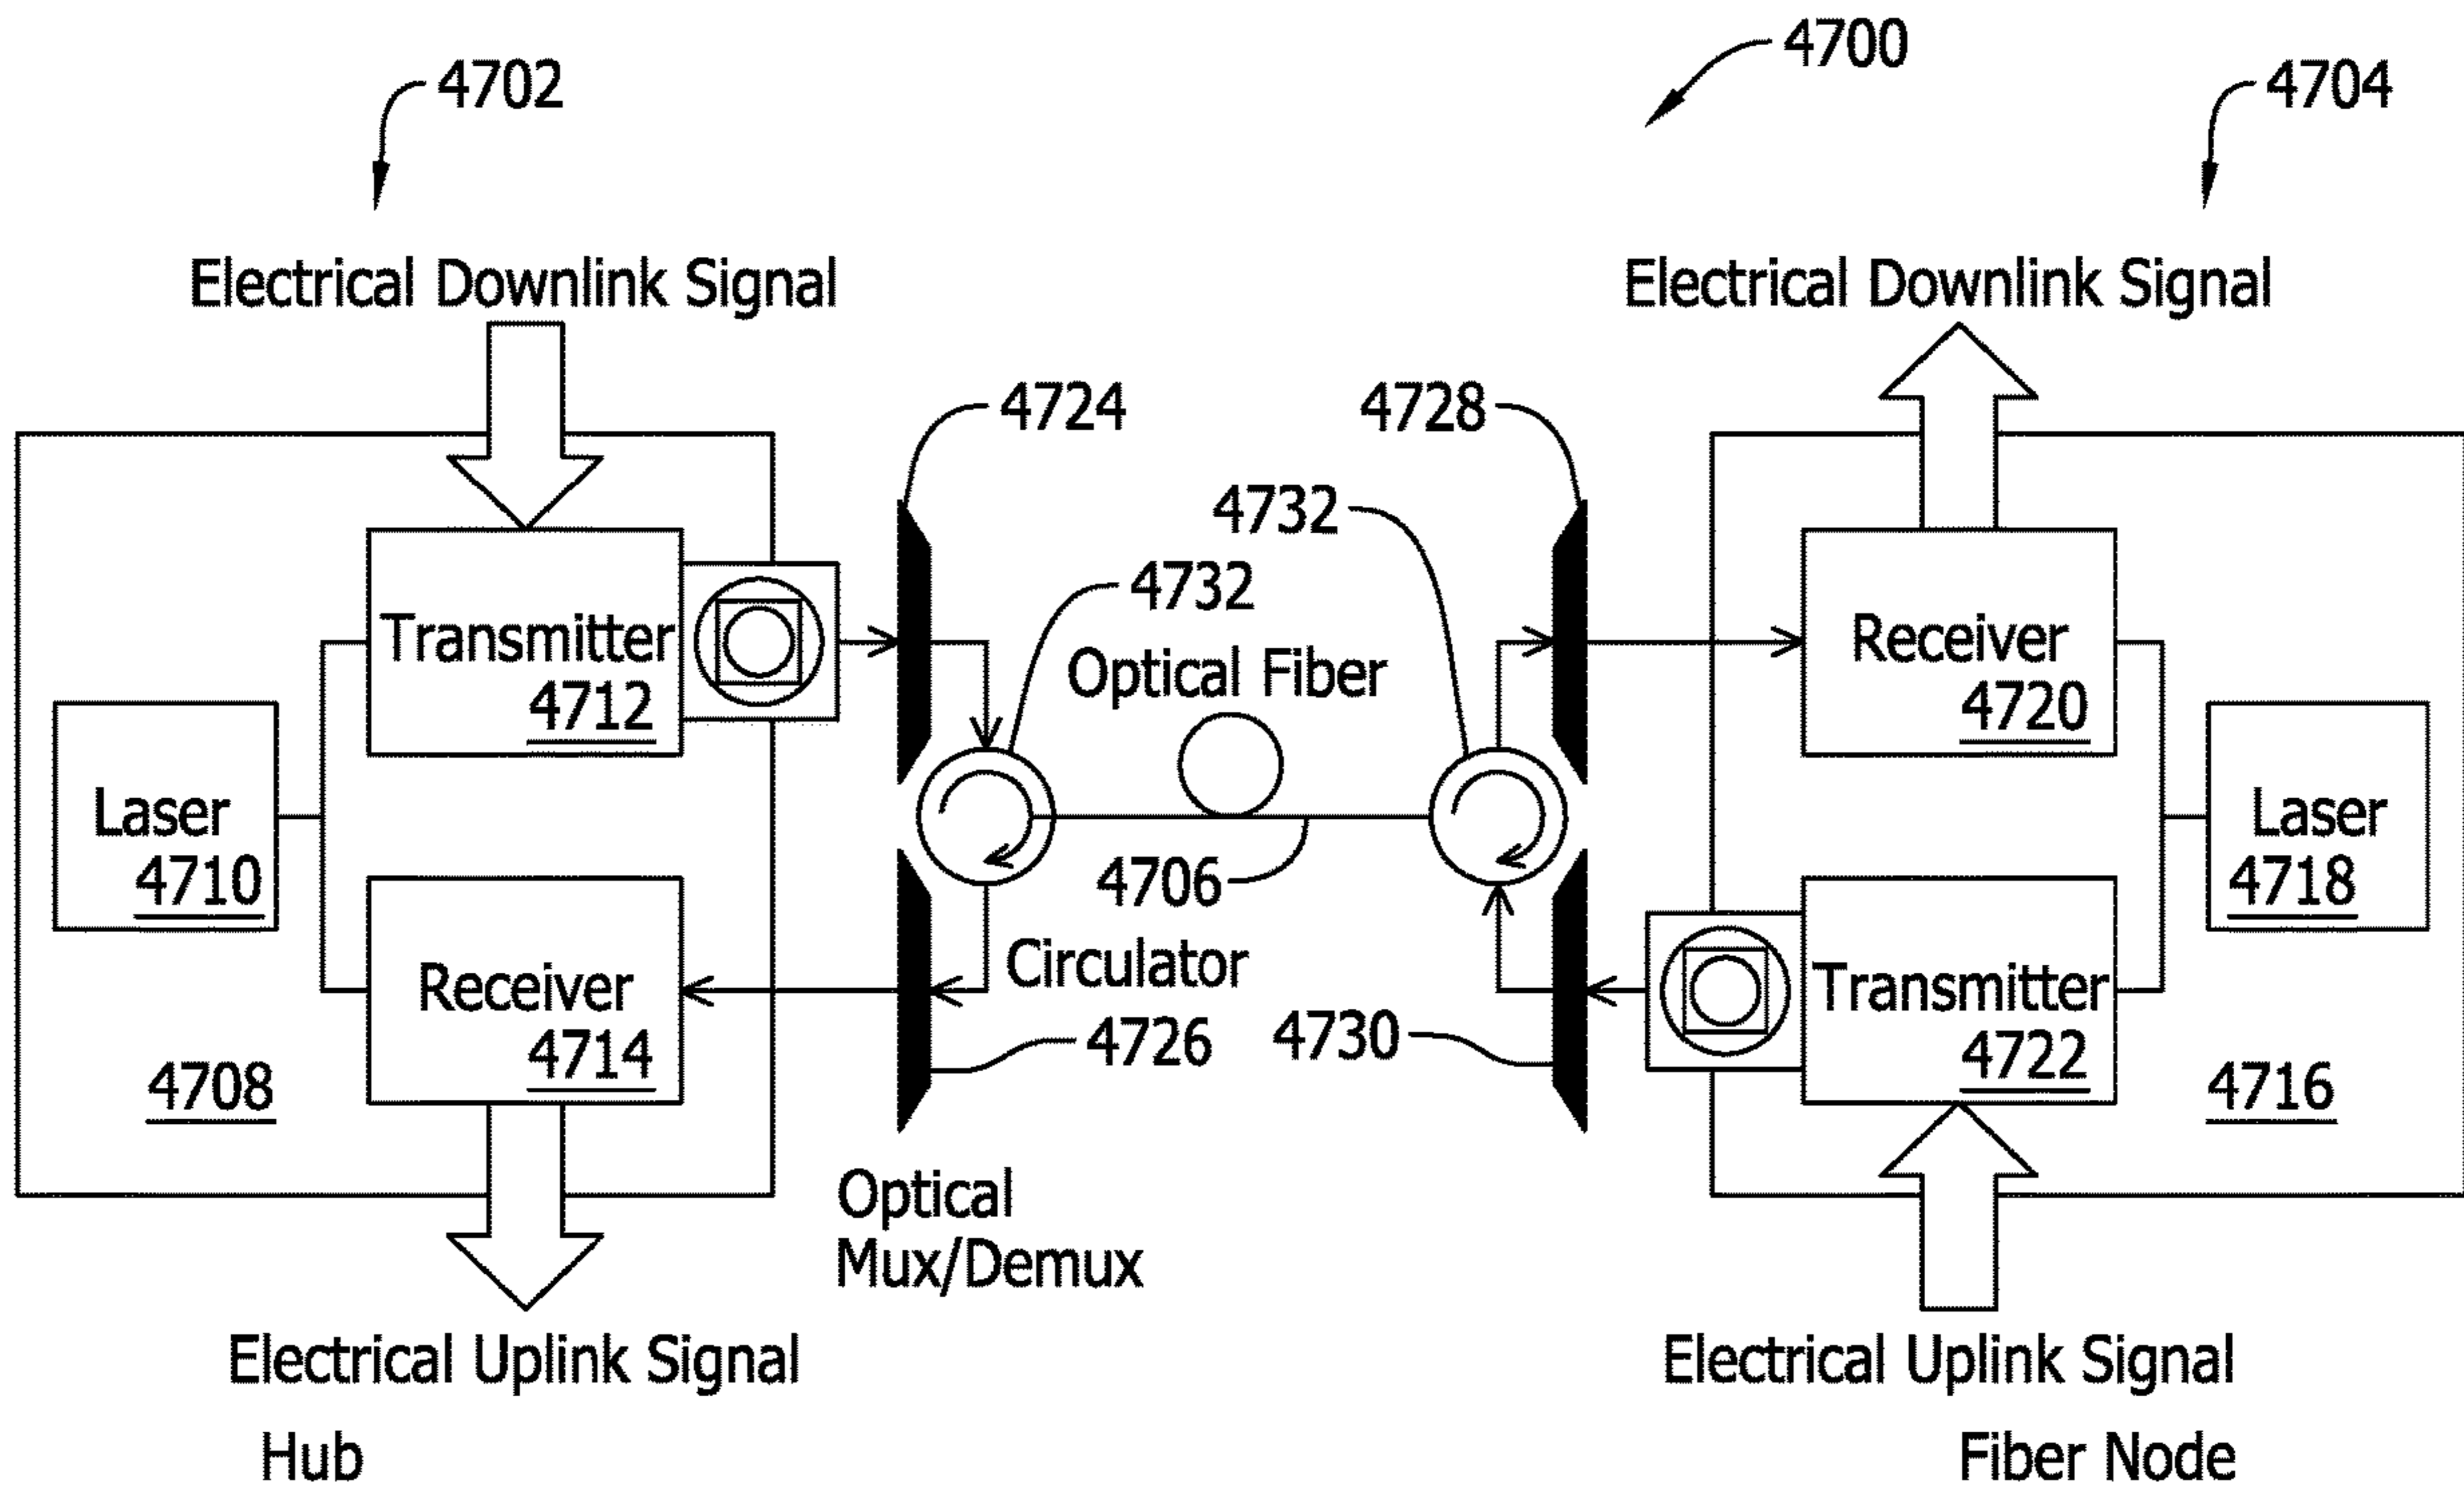 4700
4702
4704
Electrical Downlink Signal
Electrical Downlink Signal
4724
4728
4732
4732
Optical Fiber
Transmitter
4712
Receiver
4720
Laser
4710
Laser
4718
4706
Circulator
Receiver
4714
Transmitter
4722
4726
4730
4708
4716
Optical
Mux/Demux
Electrical Uplink Signal
Electrical Uplink Signal
Hub
Fiber Node